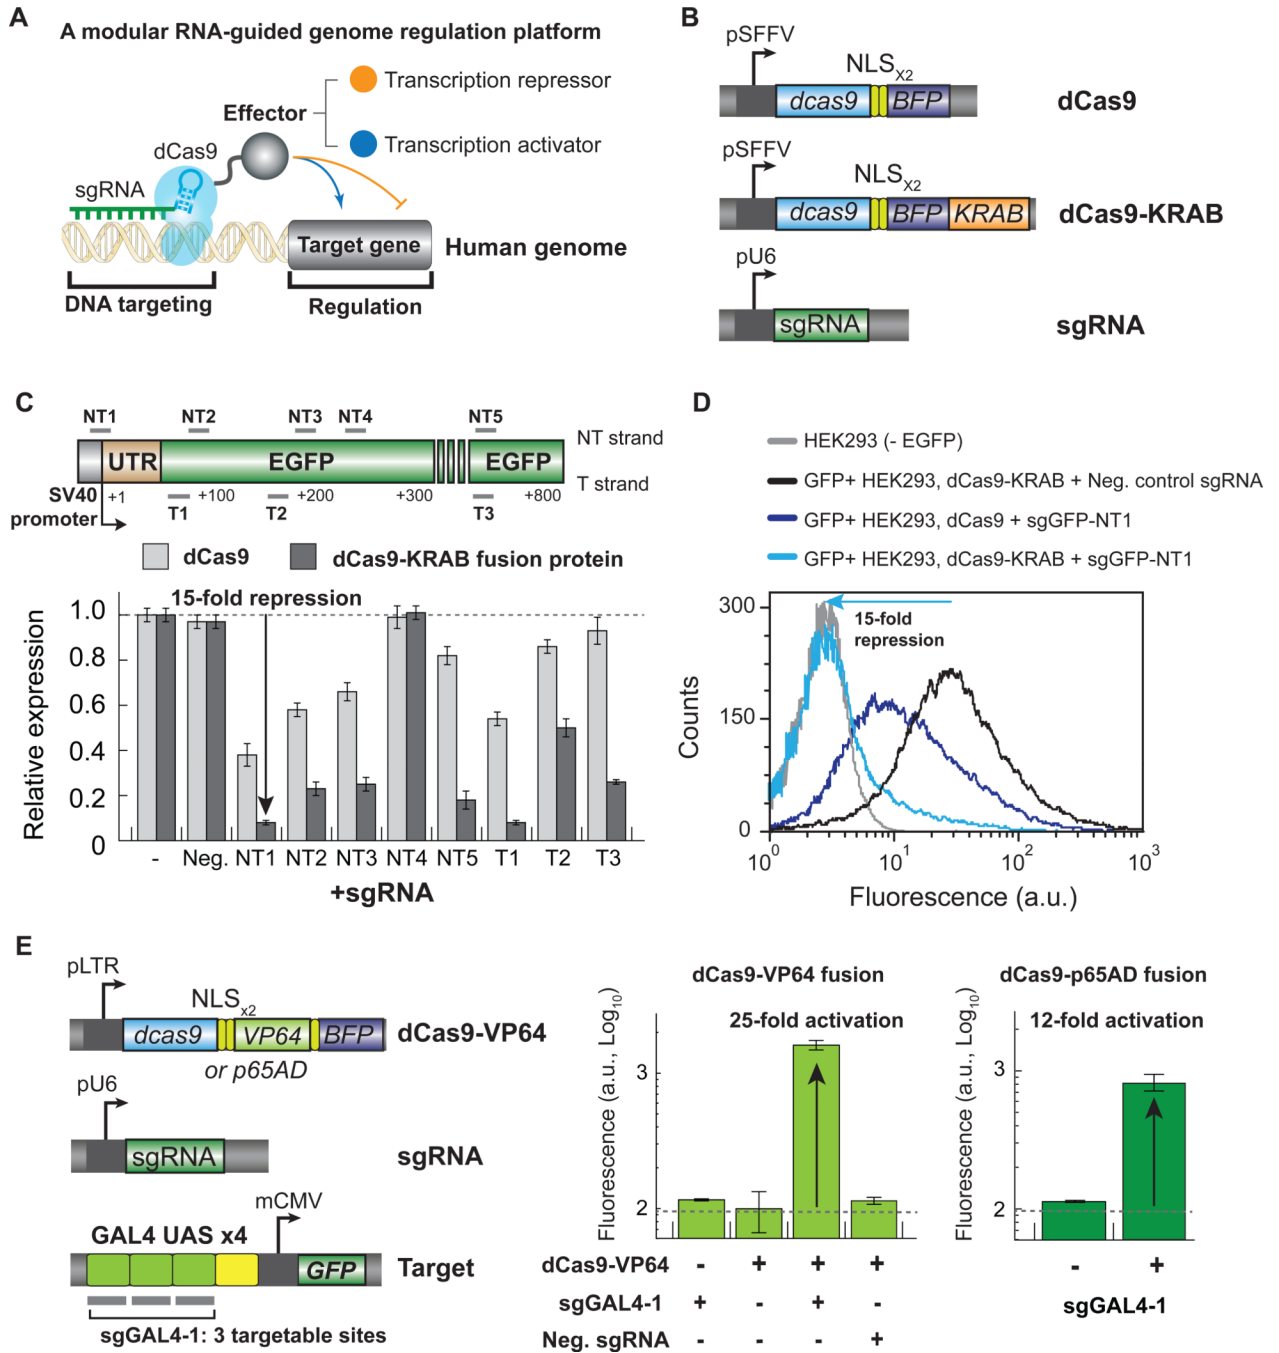 A
A modular RNA-guided genome regulation platform
Transcription repressor
Effector
Transcription activator
dCas9
sgRNA
Target gene
Human genome
DNA targeting
Regulation
B
pSFFV
NLSX2
dcas9
BFP
dCas9
pSFFV
NLSX2
dcas9
BFP
KRAB
dCas9-KRAB
pU6
sgRNA
sgRNA
C
NT1
NT2
NT3
NT4
NT5
NT strand
UTR
EGFP
EGFP
T strand
SV40
promoter
+1
+100
+200
+300
+800
T1
T2
T3
dCas9
dCas9-KRAB fusion protein
15-fold repression
Relative expression
1.0
0.8
0.6
0.4
0.2
0
- Neg. NT1 NT2 NT3 NT4 NT5 T1 T2 T3
+sgRNA
D
HEK293 (- EGFP)
GFP+ HEK293, dCas9-KRAB + Neg. control sgRNA
GFP+ HEK293, dCas9 + sgGFP-NT1
GFP+ HEK293, dCas9-KRAB + sgGFP-NT1
15-fold
repression
Counts
300
150
0
10^0 10^1 10^2 10^3
Fluorescence (a.u.)
E
pLTR
NLSx2
dcas9
VP64
BFP
dCas9-VP64
or p65AD
pU6
sgRNA
sgRNA
mCMV
GAL4 UAS x4
GFP
Target
sgGAL4-1: 3 targetable sites
dCas9-VP64 fusion
25-fold activation
Fluorescence (a.u., Log10)
3
2
dCas9-VP64 - + + +
sgGAL4-1 + - + -
Neg. sgRNA - - - +
dCas9-p65AD fusion
12-fold activation
Fluorescence (a.u., Log10)
3
2
- +
sgGAL4-1